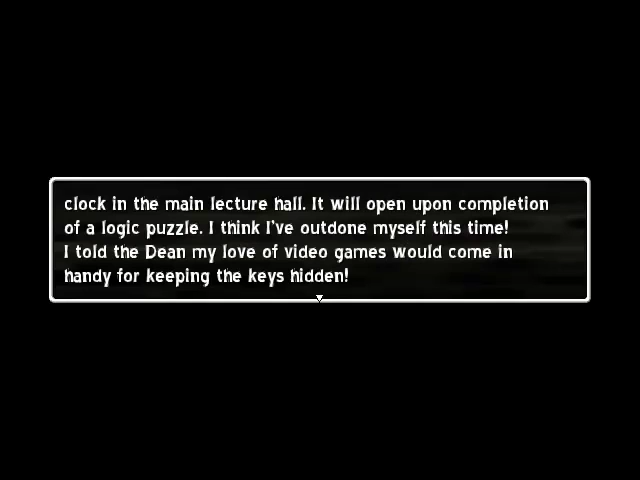 clock in the main lecture hall. It will open upon completion
of a logic puzzle. I think I've outdone myself this time!
I told the Dean my love of video games would come in
handy for keeping the keys hidden!